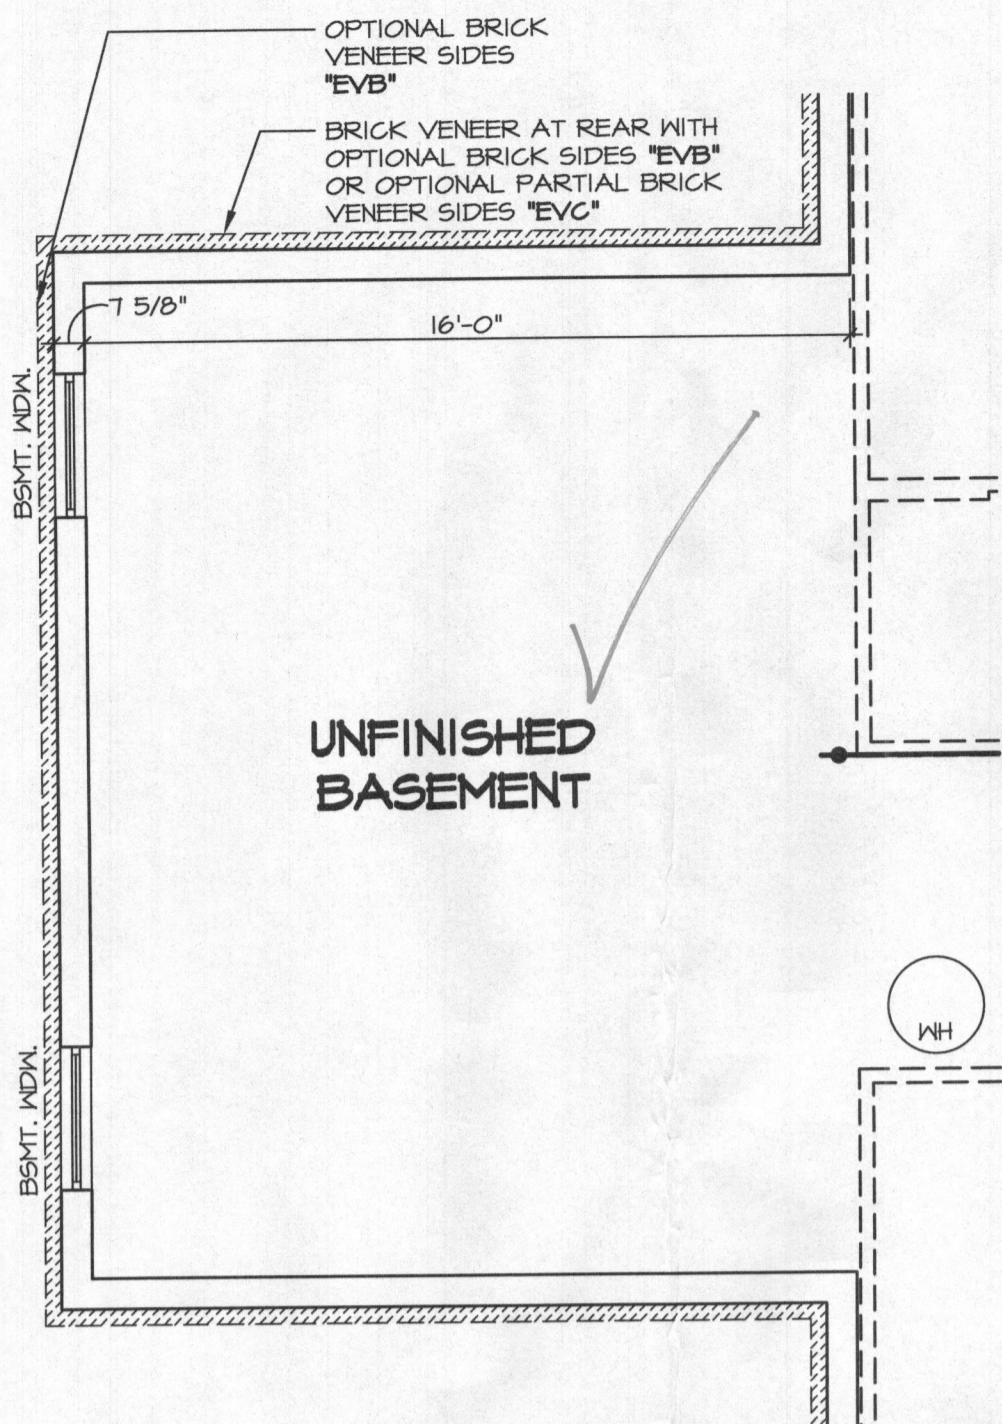 OPTIONAL BRICK
VENEER SIDES
"EVB"
BRICK VENEER AT REAR WITH
OPTIONAL BRICK SIDES "EVB"
OR OPTIONAL PARTIAL BRICK
VENEER SIDES "EVC"
7 5/8"
16'-0"
BSMT. WDW.
UNFINISHED
BASEMENT
WH
BSMT. WDW.